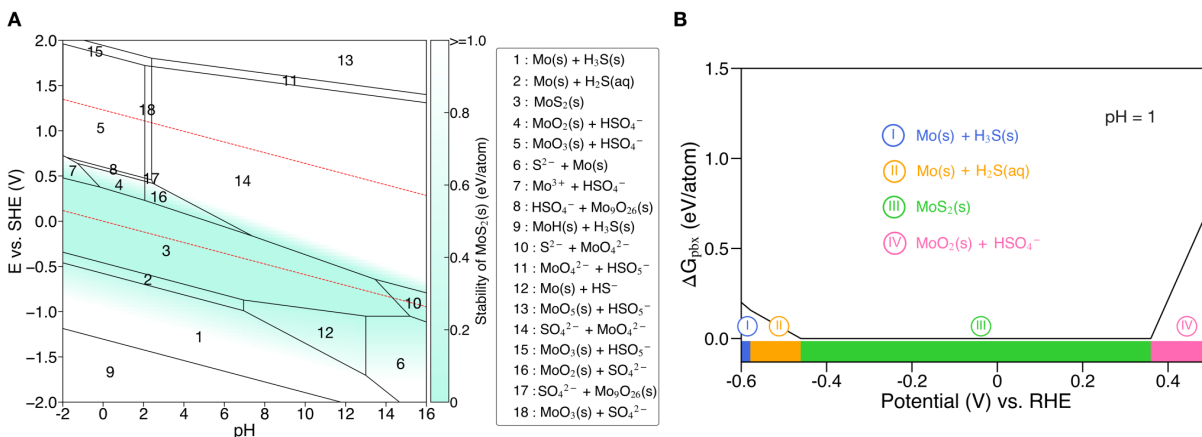 A
E vs. SHE (V)
2.0
1.5
1.0
0.5
0.0
−0.5
−1.0
−1.5
−2.0
15
13
11
18
5
8
7
4
17
16
14
3
2
10
12
1
6
9
-2 0 2 4 6 8 10 12 14 16
pH
>=1.0
0.8
0.6
0.4
0.2
0
Stability of MoS₂(s) (eV/atom)
1 : Mo(s) + H₃S(s)
2 : Mo(s) + H₂S(aq)
3 : MoS₂(s)
4 : MoO₂(s) + HSO₄⁻
5 : MoO₃(s) + HSO₄⁻
6 : S²⁻ + Mo(s)
7 : Mo³⁺ + HSO₄⁻
8 : HSO₄⁻ + Mo₉O₂₆(s)
9 : MoH(s) + H₃S(s)
10 : S²⁻ + MoO₄²⁻
11 : MoO₄²⁻ + HSO₅⁻
12 : Mo(s) + HS⁻
13 : MoO₅(s) + HSO₅⁻
14 : SO₄²⁻ + MoO₄²⁻
15 : MoO₃(s) + HSO₅⁻
16 : MoO₂(s) + SO₄²⁻
17 : SO₄²⁻ + Mo₉O₂₆(s)
18 : MoO₃(s) + SO₄²⁻
B
ΔG_pbx (eV/atom)
1.5
1.0
0.5
0.0
pH = 1
I Mo(s) + H₃S(s)
II Mo(s) + H₂S(aq)
III MoS₂(s)
IV MoO₂(s) + HSO₄⁻
I II III IV
-0.6 -0.4 -0.2 0 0.2 0.4
Potential (V) vs. RHE